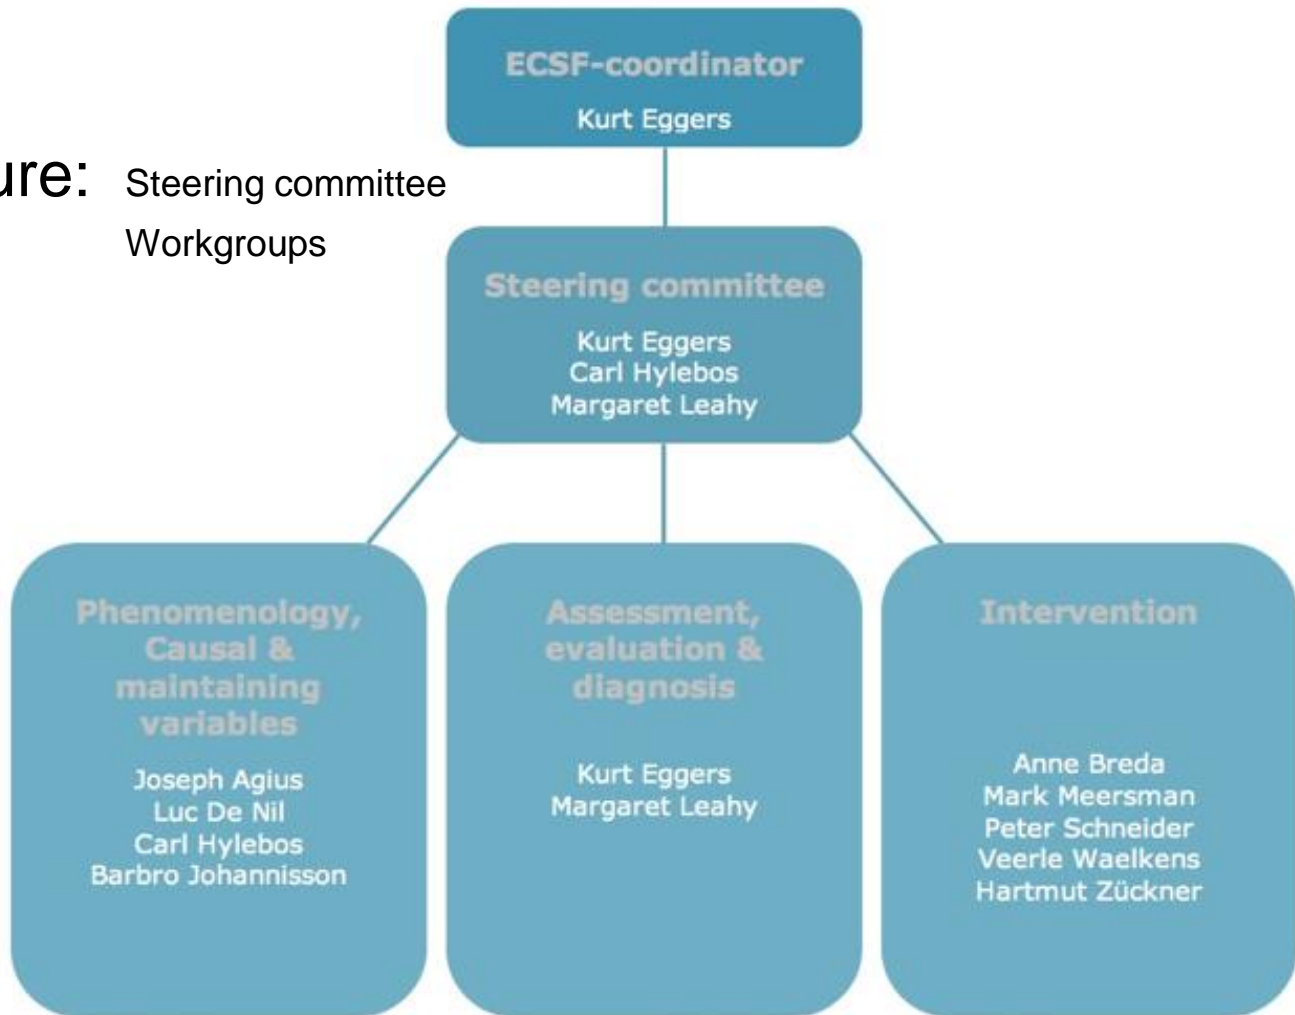 ECSF-coordinator
Kurt Eggers
ure: Steering committee
Workgroups
Steering committee
Kurt Eggers
Carl Hylebos
Margaret Leahy
Phenomenology,
Causal &
maintaining
variables
Joseph Agius
Luc De Nil
Carl Hylebos
Barbro Johannisson
Assessment,
evaluation &
diagnosis
Kurt Eggers
Margaret Leahy
Intervention
Anne Breda
Mark Meersman
Peter Schneider
Veerle Waelkens
Hartmut Zückner